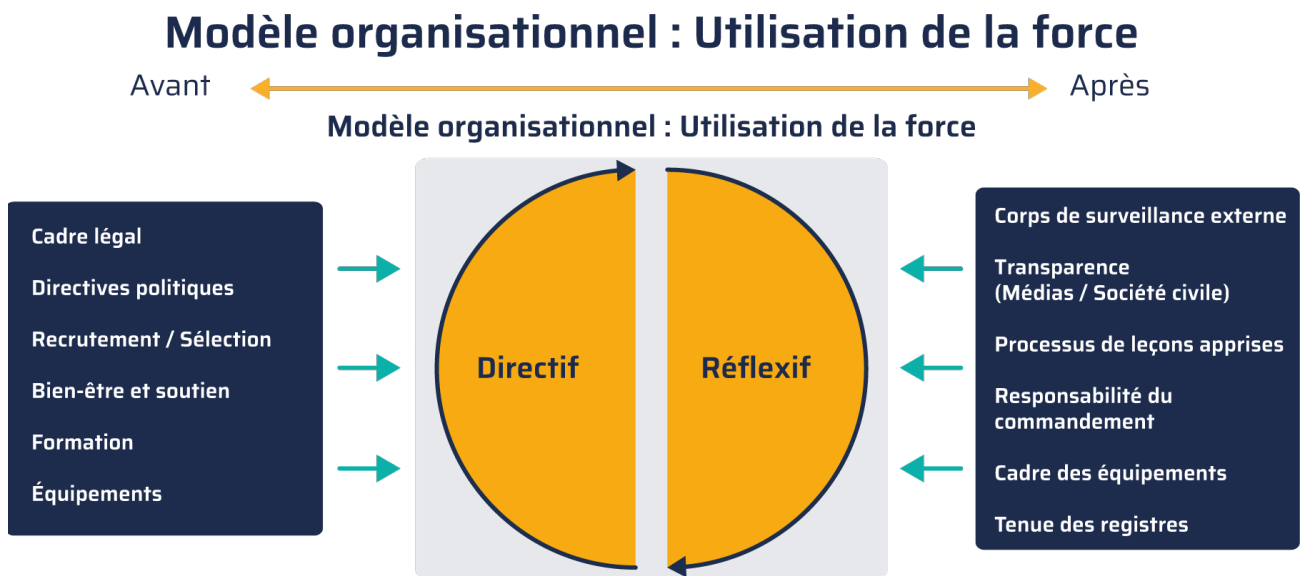 Modèle organisationnel : Utilisation de la force
Avant
Après
Modèle organisationnel : Utilisation de la force
Cadre légal
Directives politiques
Recrutement / Sélection
Bien-être et soutien
Formation
Équipements
Directif
Réflexif
Corps de surveillance externe
Transparence
(Médias / Société civile)
Processus de leçons apprises
Responsabilité du
commandement
Cadre des équipements
Tenue des registres